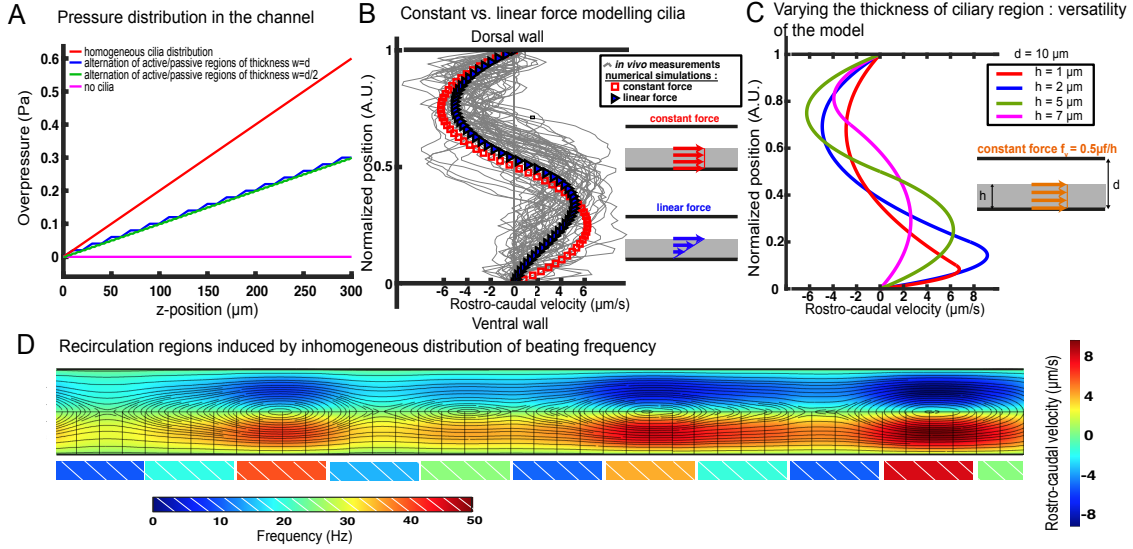 A
Pressure distribution in the channel
Overpressure (Pa)
0.6
0.5
0.4
0.3
0.2
0.1
0
homogeneous cilia distribution
alternation of active/passive regions of thickness w=d
alternation of active/passive regions of thickness w=d/2
no cilia
0 50 100 150 200 250 300
z-position (µm)
B
Constant vs. linear force modelling cilia
Dorsal wall
Normalized position (A.U.)
1
0.5
0
in vivo measurements
numerical simulations :
constant force
linear force
constant force
linear force
-6 -4 -2 0 2 4 6 8
Rostro-caudal velocity (µm/s)
Ventral wall
C
Varying the thickness of ciliary region : versatility
of the model
Normalized position (A.U.)
1
0.8
0.6
0.4
0.2
0
d = 10 µm
h = 1 µm
h = 2 µm
h = 5 µm
h = 7 µm
constant force fv = 0.5µf/h
h
d
-6 -4 -2 0 2 4 6 8
Rostro-caudal velocity (µm/s)
D
Recirculation regions induced by inhomogeneous distribution of beating frequency
8
4
0
-4
-8
Rostro-caudal velocity (µm/s)
0 10 20 30 40 50
Frequency (Hz)